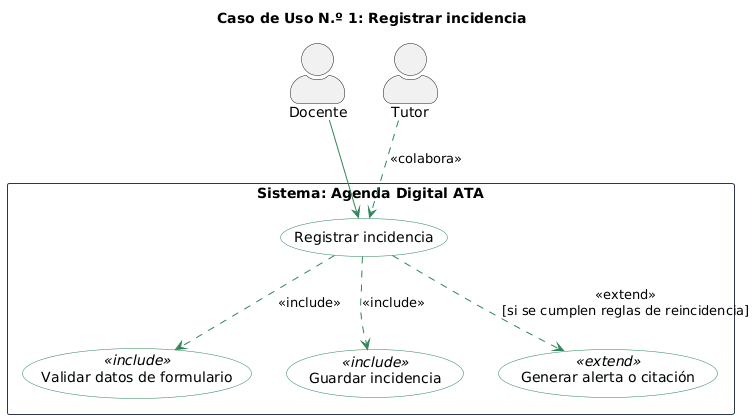 Caso de Uso N.º 1: Registrar incidencia
Docente
Tutor
«colabora»
Sistema: Agenda Digital ATA
Registrar incidencia
«include»
«include»
«extend»
[si se cumplen reglas de reincidencia]
«include»
Validar datos de formulario
«include»
Guardar incidencia
«extend»
Generar alerta o citación